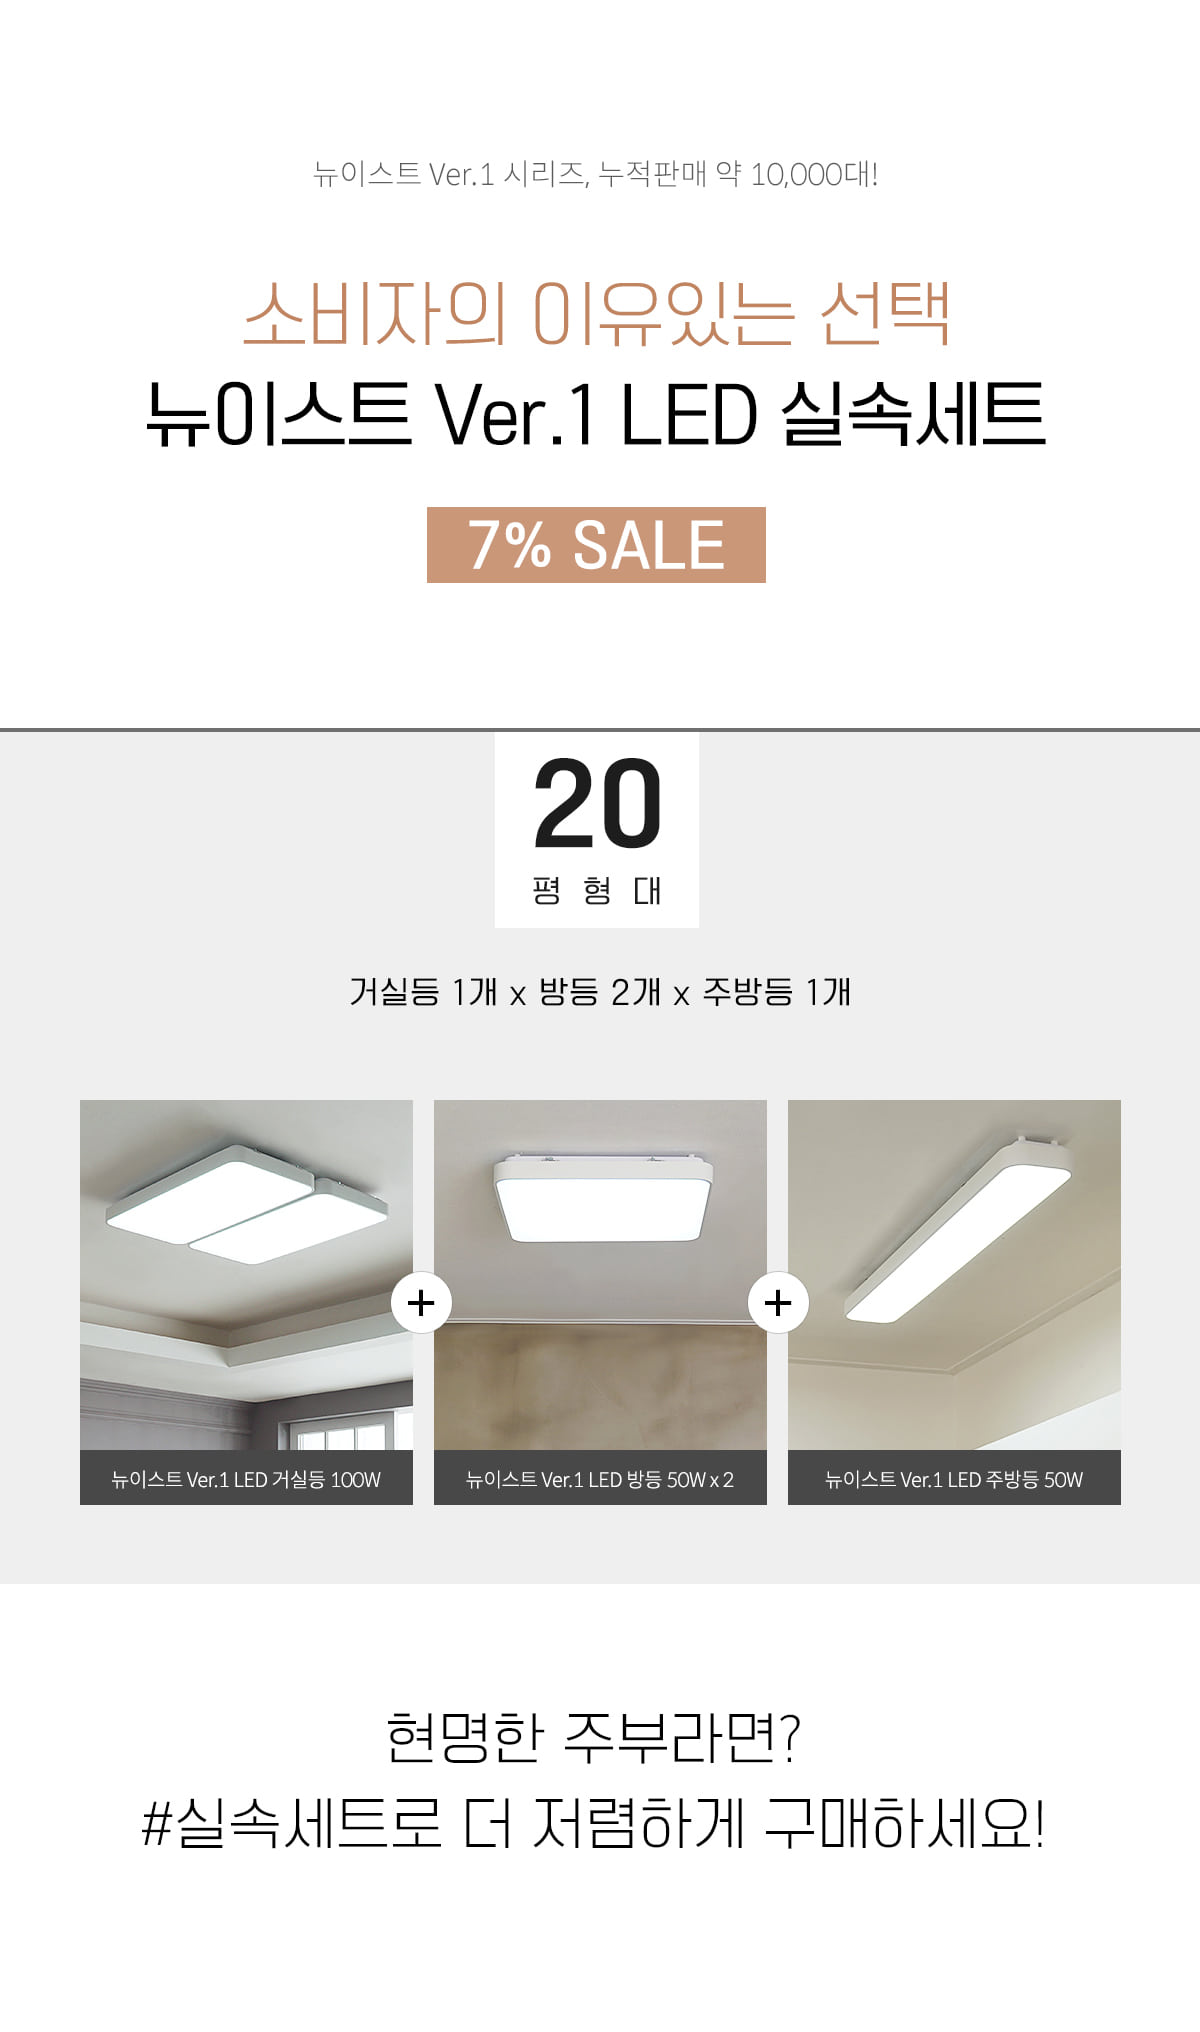 뉴이스트 Ver.1 시리즈, 누적판매 약 10,000대!
소비자의 이유있는 선택
뉴이스트 Ver.1 LED 실속세트
7% SALE
20
평형대
거실등 1개 x 방등 2개 x 주방등 1개
+
+
뉴이스트 Ver.1 LED 거실등 100W
뉴이스트 Ver.1 LED 방등 50W x 2
뉴이스트 Ver.1 LED 주방등 50W
현명한 주부라면?
#실속세트로 더 저렴하게 구매하세요!